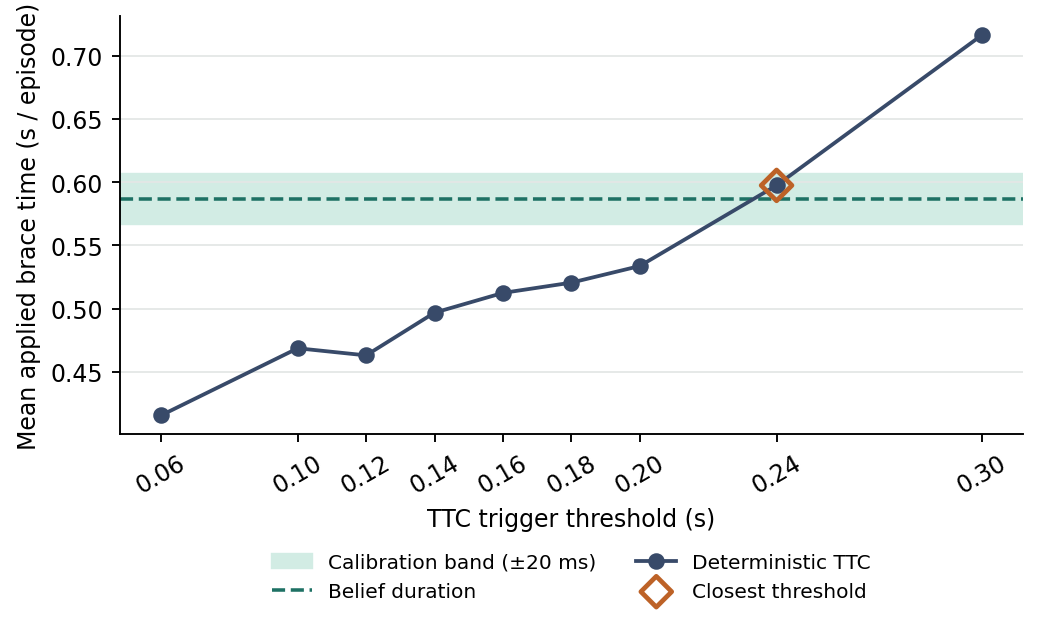 Mean applied brace time (s / episode)
0.70
0.65
0.60
0.55
0.50
0.45
0.06 0.10 0.12 0.14 0.16 0.18 0.20 0.24 0.30
TTC trigger threshold (s)
Calibration band (±20 ms)
Belief duration
Deterministic TTC
Closest threshold